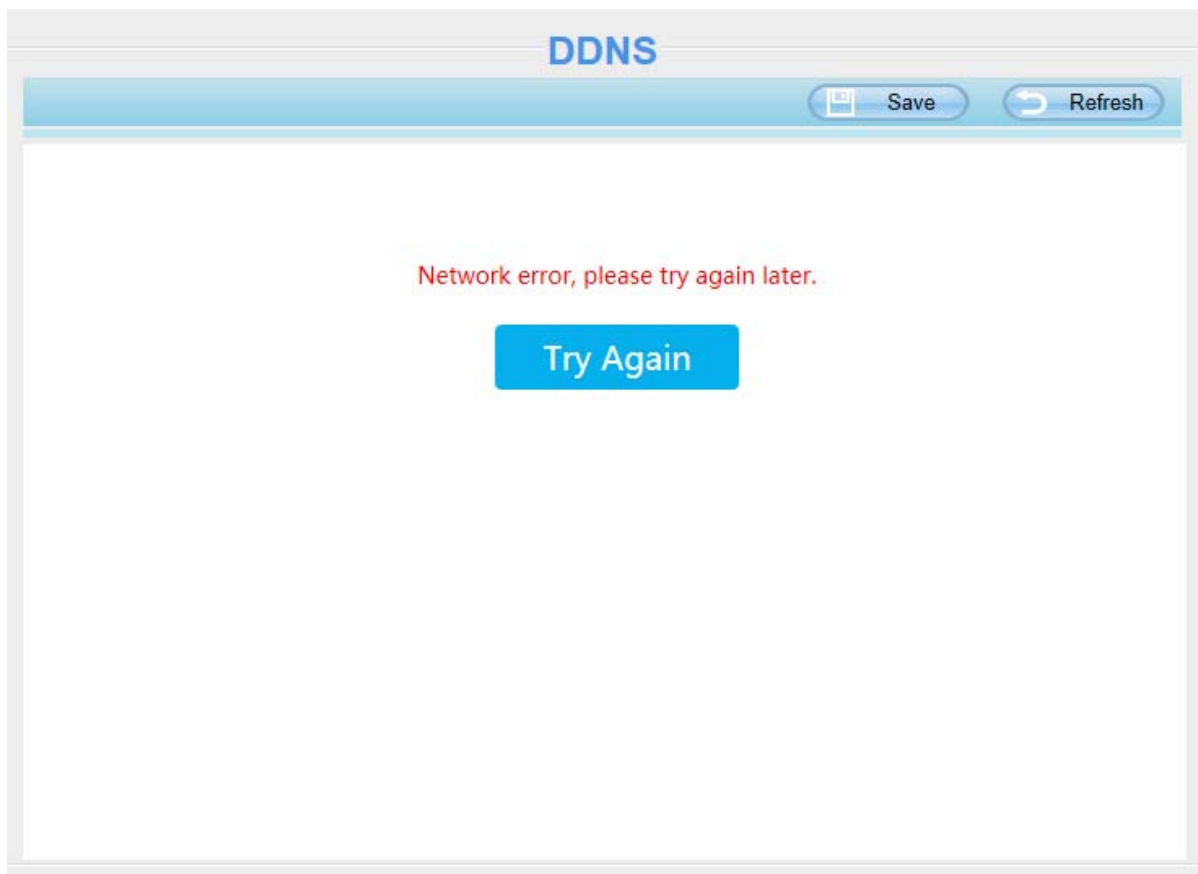 DDNS
Save Refresh
Network error, please try again later.
Try Again